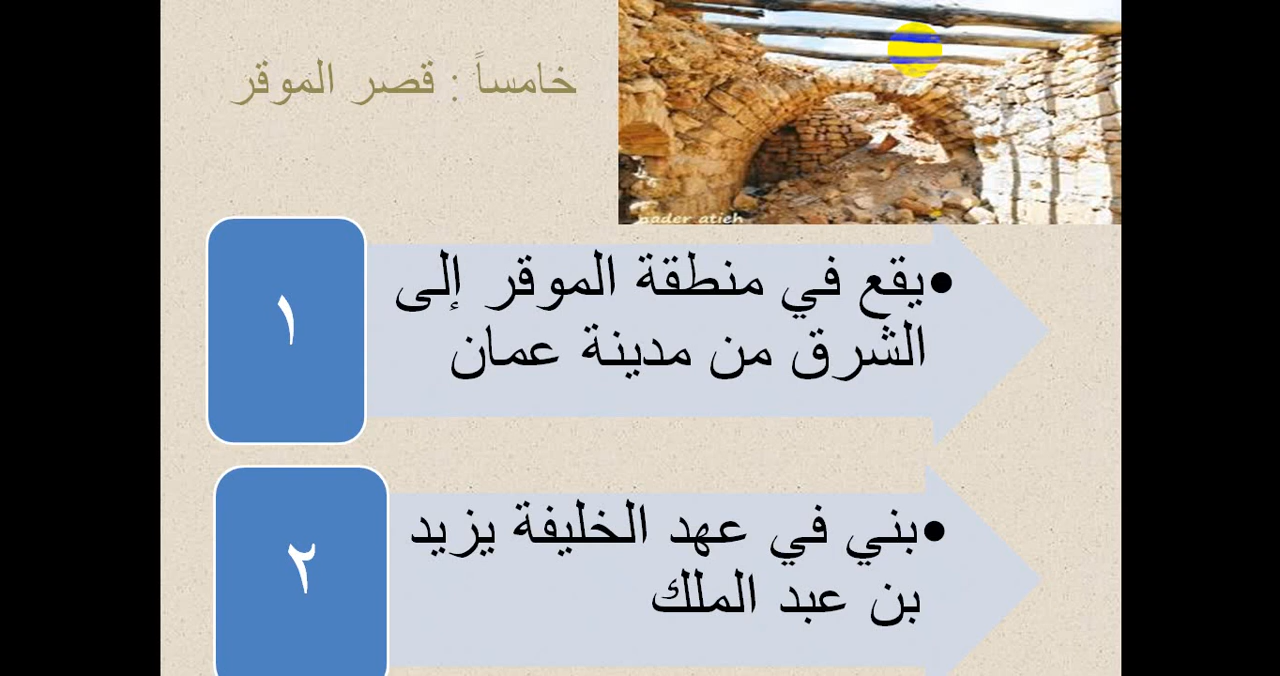 خامساً : قصر الموقر
nader atieh
١
•يقع في منطقة الموقر إلى
الشرق من مدينة عمان
٢
•بني في عهد الخليفة يزيد
بن عبد الملك